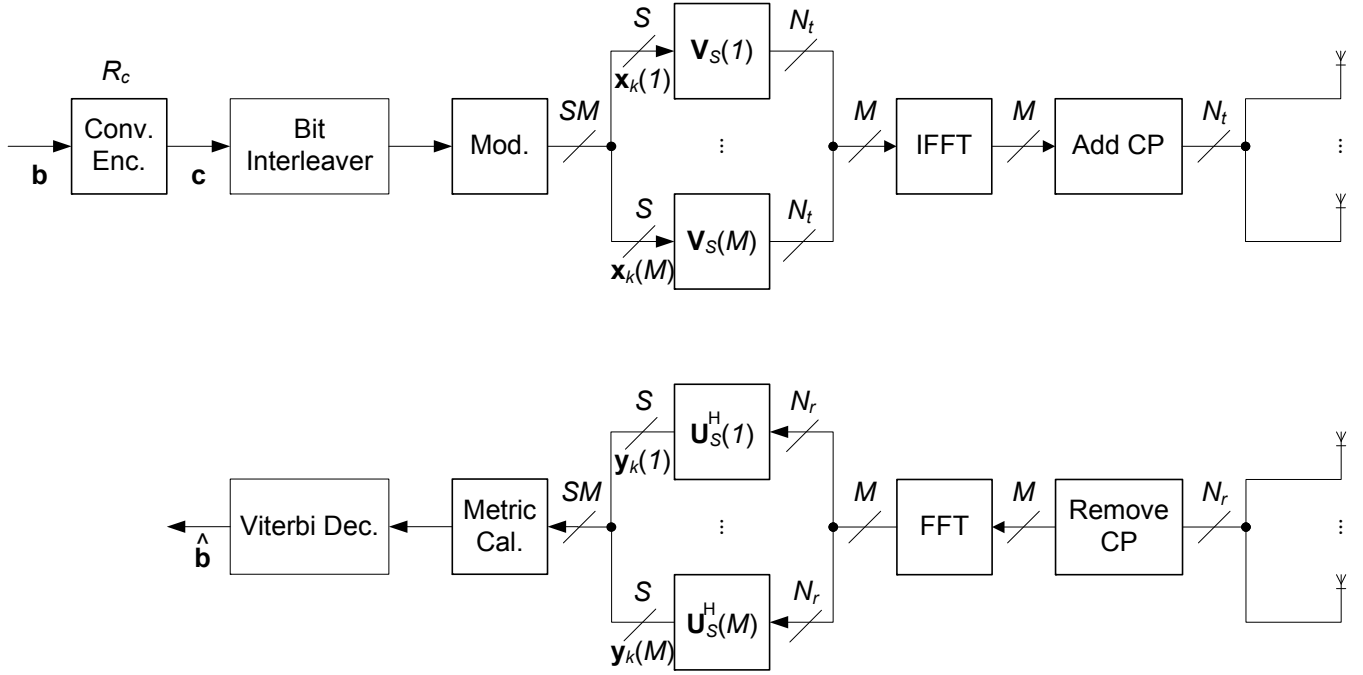 R_c
b
Conv. Enc.
c
Bit Interleaver
Mod.
SM
S
x_k(1)
V_S(1)
N_t
⋮
S
x_k(M)
V_S(M)
N_t
M
IFFT
M
Add CP
N_t
⋮
b̂
Viterbi Dec.
Metric Cal.
SM
S
y_k(1)
U_S^H(1)
N_r
⋮
S
y_k(M)
U_S^H(M)
N_r
M
FFT
M
Remove CP
N_r
⋮